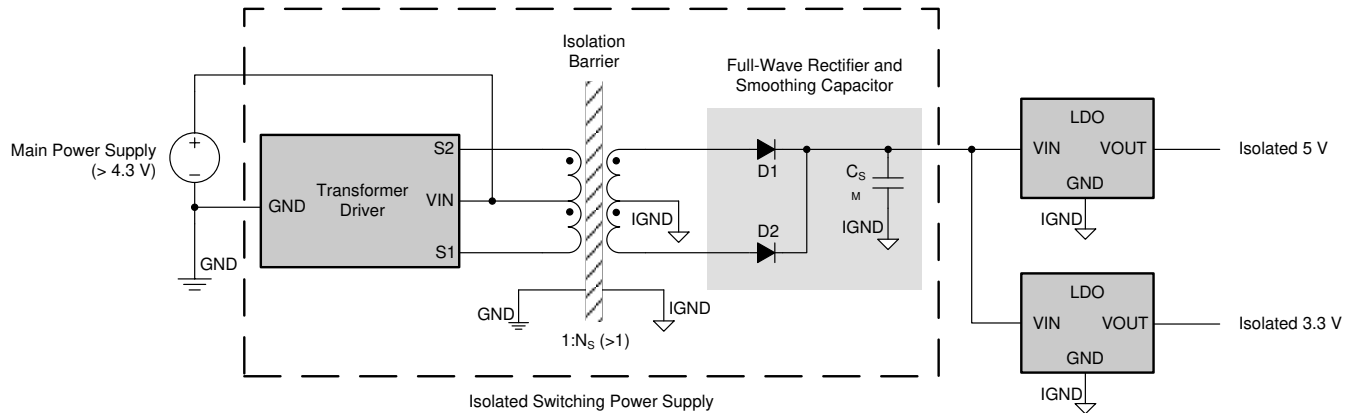 Isolation
Barrier
Full-Wave Rectifier and
Smoothing Capacitor
Main Power Supply
(> 4.3 V)
+
–
GND
Transformer
Driver
GND
S2
VIN
S1
IGND
D1
D2
CS
M
IGND
GND
IGND
1:NS (>1)
Isolated Switching Power Supply
LDO
VIN
VOUT
GND
IGND
Isolated 5 V
LDO
VIN
VOUT
GND
IGND
Isolated 3.3 V